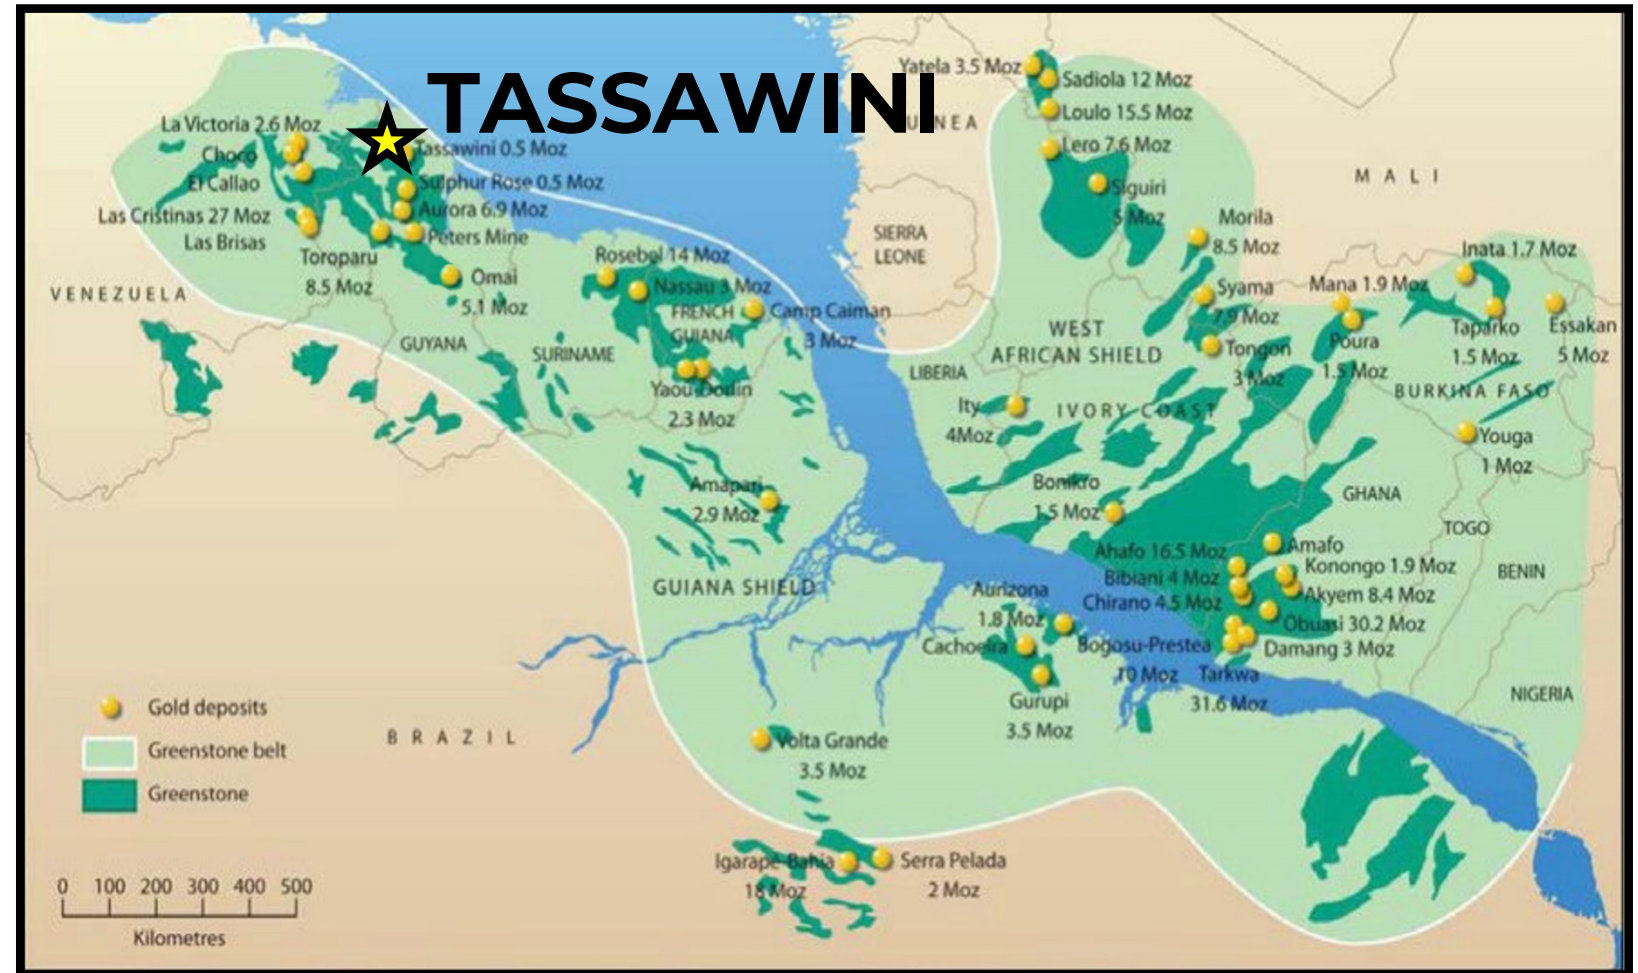 TASSAWINI
La Victoria 2.6 Moz
Choco
El Callao
Las Cristinas 27 Moz
Las Brisas
Tassawini 0.5 Moz
Sulphur Rose 0.5 Moz
Aurora 6.9 Moz
Peters Mine
Toroparu
8.5 Moz
Omai
5.1 Moz
VENEZUELA
GUYANA
SURINAME
Rosebel 14 Moz
Nassau 3 Moz
FRENCH
GUIANA
Camp Caiman
3 Moz
Yaou-Dorlin
2.3 Moz
Amapari
2.9 Moz
GUIANA SHIELD
BRAZIL
Volta Grande
3.5 Moz
Igarape-Bahia
18 Moz
Serra Pelada
2 Moz
Aurizona
1.8 Moz
Cachoeira
Gurupi
3.5 Moz
Yatela 3.5 Moz
Sadiola 12 Moz
Loulo 15.5 Moz
Lero 7.6 Moz
Siguiri
5 Moz
SIERRA
LEONE
MALI
Morila
8.5 Moz
Syama
7.9 Moz
Tongon
3 Moz
WEST
AFRICAN SHIELD
LIBERIA
Ity
4Moz
IVORY COAST
Bonikro
1.5 Moz
Mana 1.9 Moz
Poura
1.5 Moz
Inata 1.7 Moz
Taparko
1.5 Moz
Essakan
5 Moz
BURKINA FASO
Youga
1 Moz
GHANA
TOGO
BENIN
NIGERIA
Ahafo 16.5 Moz
Bibiani 4 Moz
Chirano 4.5 Moz
Amafo
Konongo 1.9 Moz
Akyem 8.4 Moz
Obuasi 30.2 Moz
Damang 3 Moz
Bogosu-Prestea
10 Moz
Tarkwa
31.6 Moz
Gold deposits
Greenstone belt
Greenstone
0 100 200 300 400 500
Kilometres